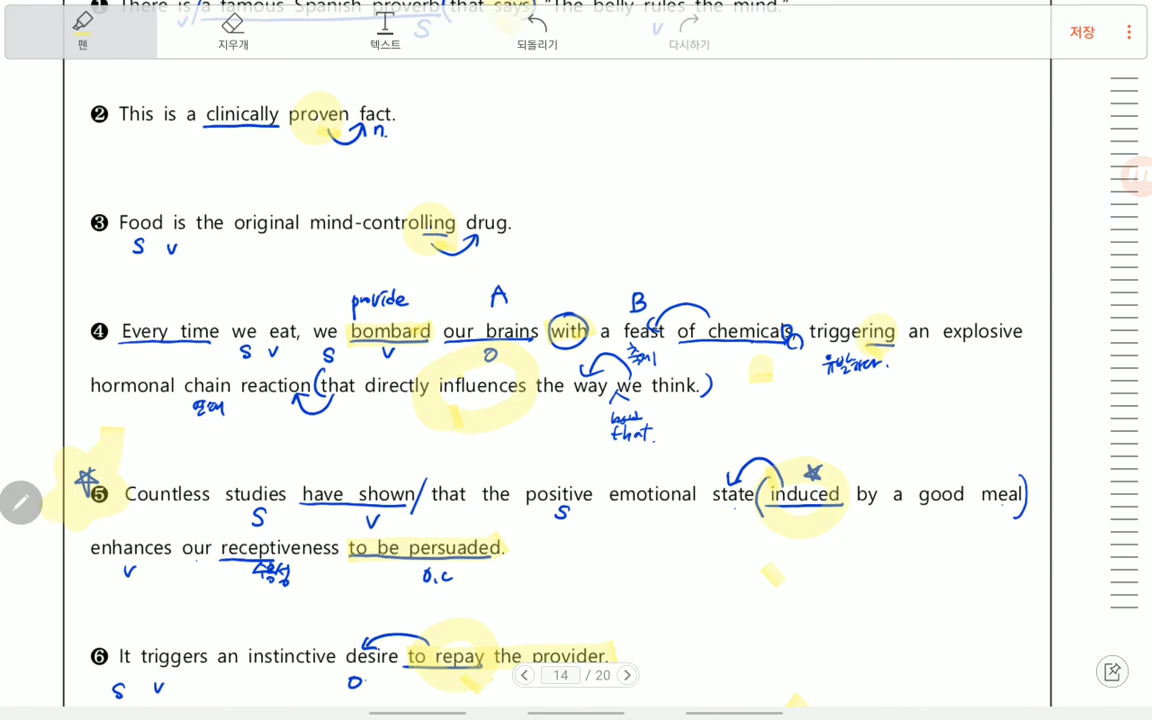 There is a famous Spanish proverb that says, "The belly rules the mind."
V S V
펜 지우개 텍스트 되돌리기 다시하기 저장
❷ This is a clinically proven fact.
n.
❸ Food is the original mind-controlling drug.
S V
provide A B
❹ Every time we eat, we bombard our brains with a feast of chemicals, triggering an explosive
S V S V O 축제 유발하다.
hormonal chain reaction (that directly influences the way we think.)
연쇄 how
that.
❺ Countless studies have shown / that the positive emotional state (induced by a good meal)
S V S
enhances our receptiveness to be persuaded.
V 수용성 O.C
❻ It triggers an instinctive desire to repay the provider.
S V O
14 / 20